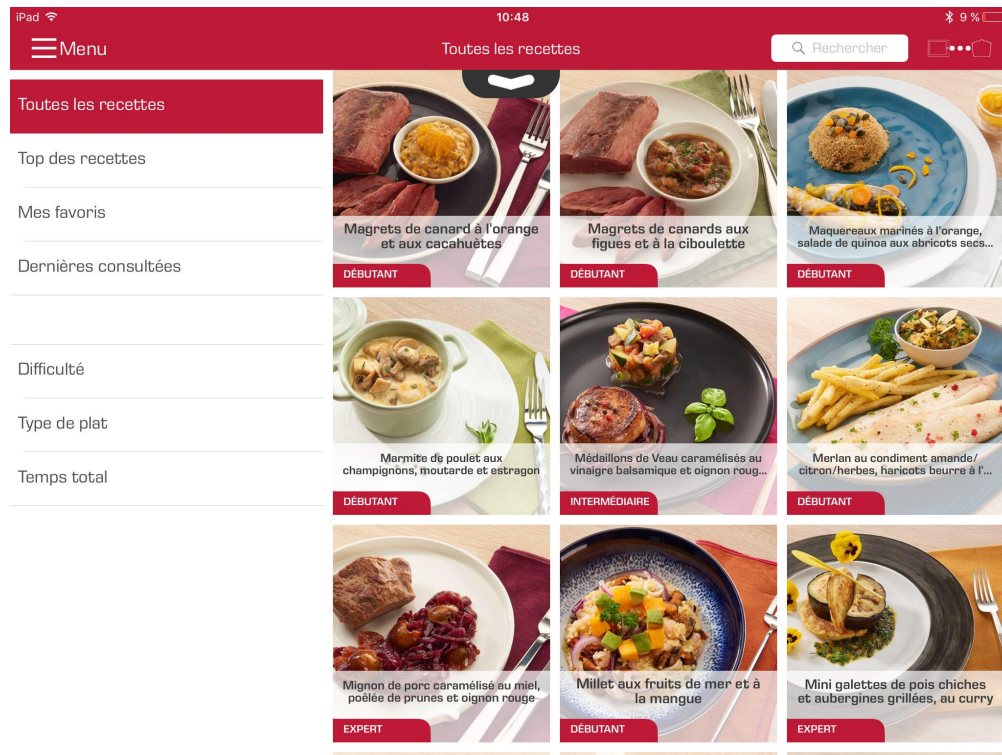 iPad 10:48 9 %
Menu
Toutes les recettes
Rechercher
Toutes les recettes
Top des recettes
Mes favoris
Dernières consultées
Difficulté
Type de plat
Temps total
Magrets de canard à l'orange
et aux cacahuètes
DÉBUTANT
Magrets de canards aux
figues et à la ciboulette
DÉBUTANT
Maquereaux marinés à l'orange,
salade de quinoa aux abricots secs...
DÉBUTANT
Marmite de poulet aux
champignons, moutarde et estragon
DÉBUTANT
Médaillons de Veau caramélisés au
vinaigre balsamique et oignon roug...
INTERMÉDIAIRE
Merlan au condiment amande/
citron/herbes, haricots beurre à l'...
DÉBUTANT
Mignon de porc caramélisé au miel,
poêlée de prunes et oignon rouge
EXPERT
Millet aux fruits de mer et à
la mangue
DÉBUTANT
Mini galettes de pois chiches
et aubergines grillées, au curry
EXPERT